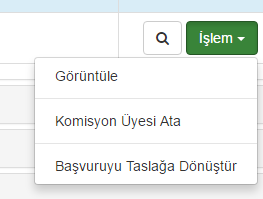 İşlem
Görüntüle
Komisyon Üyesi Ata
Başvuruyu Taslağa Dönüştür